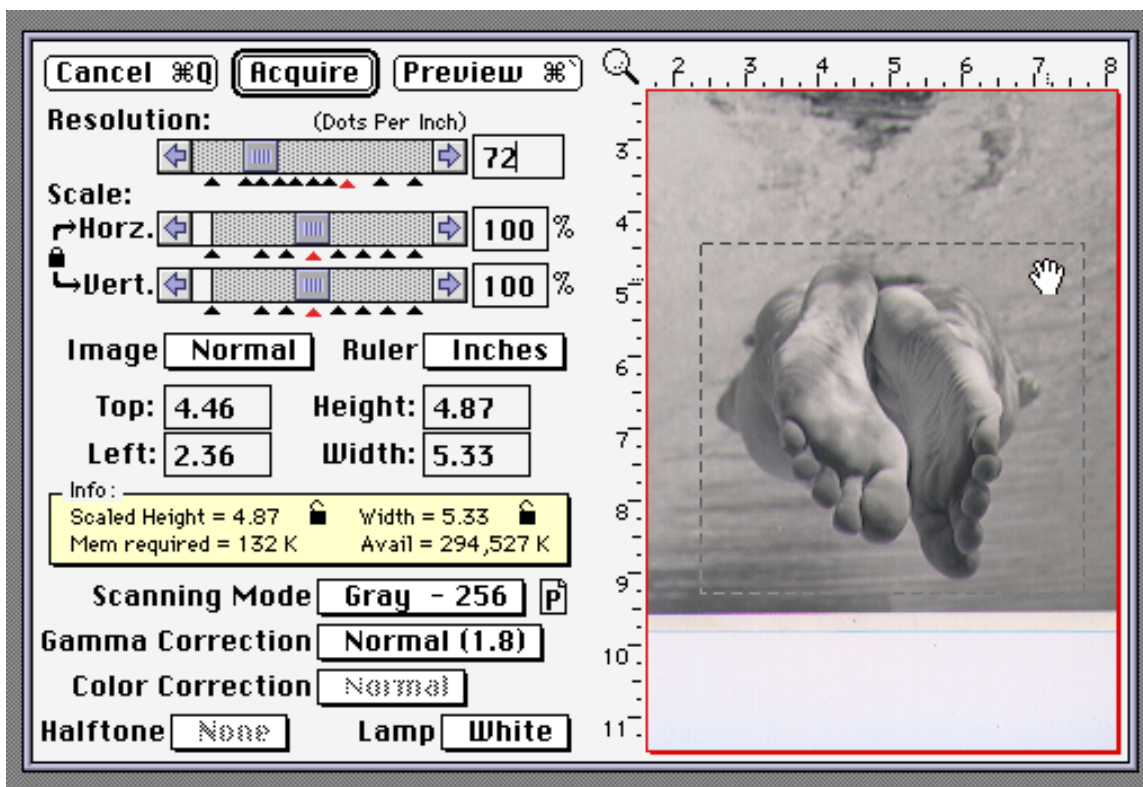 Cancel ⌘Q Acquire Preview ⌘`
Resolution: (Dots Per Inch)
72
Scale:
Horz. 100 %
Vert. 100 %
Image Normal Ruler Inches
Top: 4.46 Height: 4.87
Left: 2.36 Width: 5.33
Info:
Scaled Height = 4.87 Width = 5.33
Mem required = 132 K Avail = 294,527 K
Scanning Mode Gray - 256 P
Gamma Correction Normal (1.8)
Color Correction Normal
Halftone None Lamp White
2 3 4 5 6 7 8
3
4
5
6
7
8
9
10
11